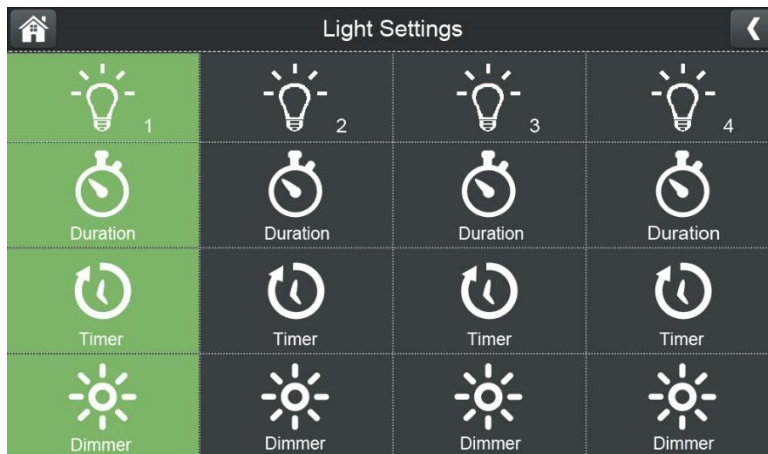 Light Settings
1 2 3 4
Duration Duration Duration Duration
Timer Timer Timer Timer
Dimmer Dimmer Dimmer Dimmer